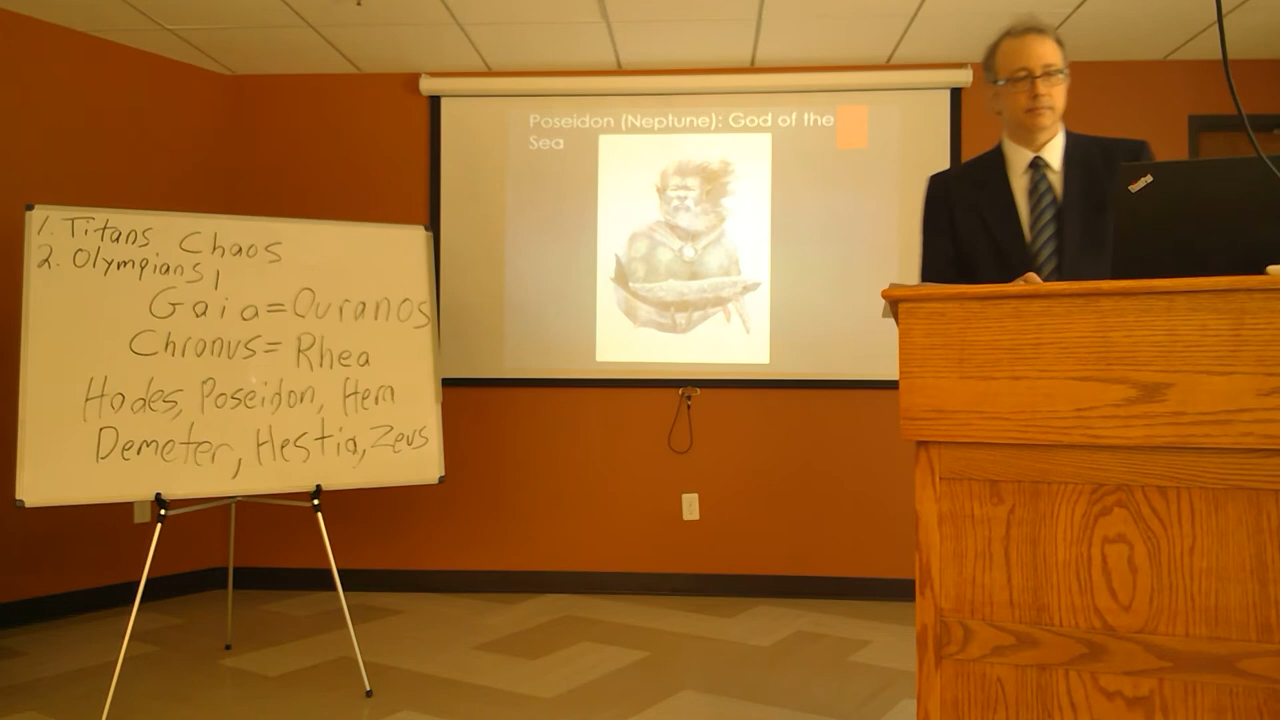 1. Titans Chaos
2. Olympians
Gaia = Ouranos
Chronus = Rhea
Hades, Poseidon, Hera
Demeter, Hestia, Zeus
Poseidon (Neptune): God of the
Sea